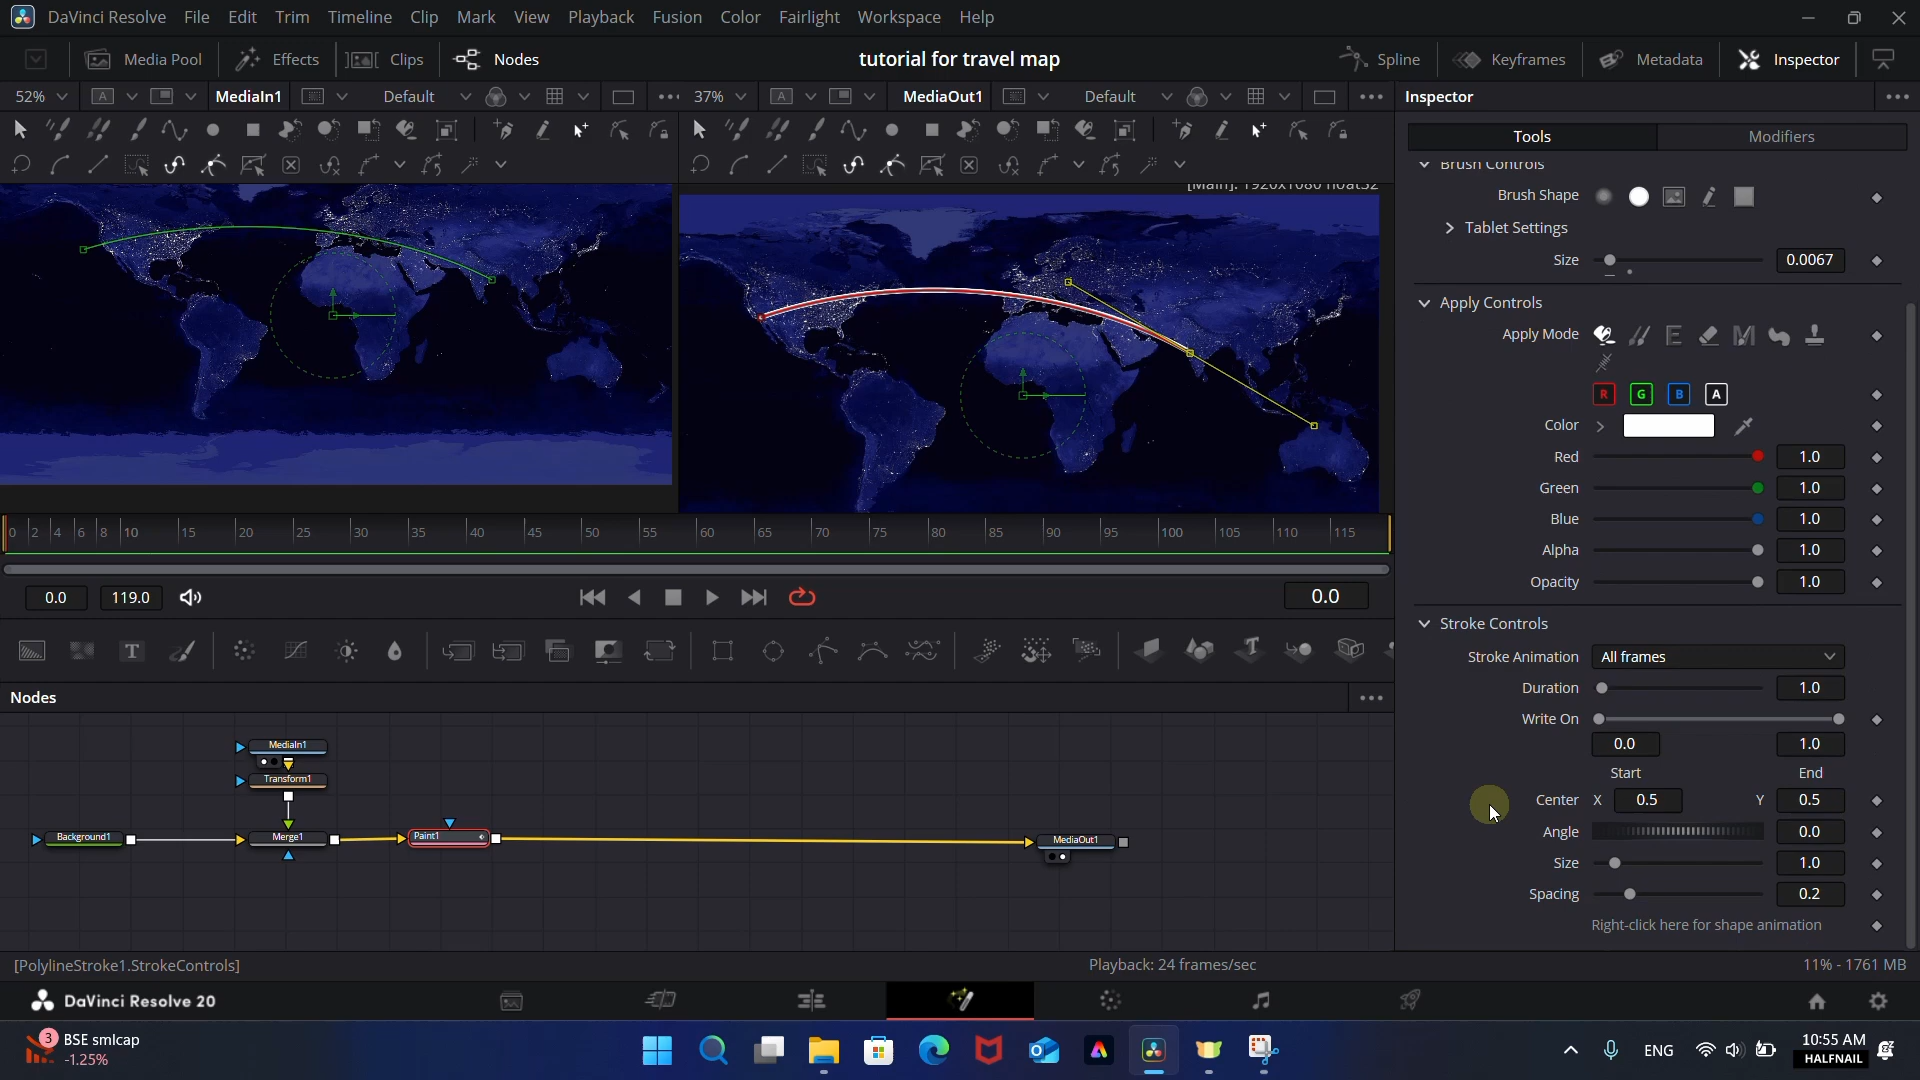 DaVinci Resolve File Edit Trim Timeline Clip Mark View Playback Fusion Color Fairlight Workspace Help
Media Pool Effects Clips Nodes tutorial for travel map Spline Keyframes Metadata Inspector
52% A MediaIn1 Default 37% A MediaOut1 Default Inspector
Tools Modifiers
Brush Controls
[Main]: 1920x1080 float32
Brush Shape
Tablet Settings
Size 0.0067
Apply Controls
Apply Mode
R G B A
Color
Red 1.0
Green 1.0
Blue 1.0
Alpha 1.0
Opacity 1.0
0 2 4 6 8 10 15 20 25 30 35 40 45 50 55 60 65 70 75 80 85 90 95 100 105 110 115
0.0 119.0 0.0
Stroke Controls
Stroke Animation All frames
Duration 1.0
Write On
0.0 1.0
Start End
Center X 0.5 Y 0.5
Angle 0.0
Size 1.0
Spacing 0.2
Right-click here for shape animation
Nodes
MediaIn1
Transform1
Background1 Merge1 Paint1 MediaOut1
[PolylineStroke1.StrokeControls] Playback: 24 frames/sec 11% - 1761 MB
DaVinci Resolve 20
3 BSE smlcap
-1.25%
ENG
10:55 AM
HALFNAIL